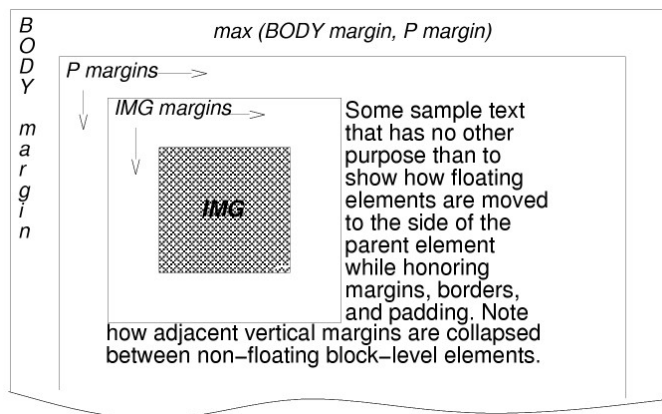 BODY margin
max (BODY margin, P margin)
P margins
IMG margins
IMG
Some sample text
that has no other
purpose than to
show how floating
elements are moved
to the side of the
parent element
while honoring
margins, borders,
and padding. Note
how adjacent vertical margins are collapsed
between non–floating block–level elements.